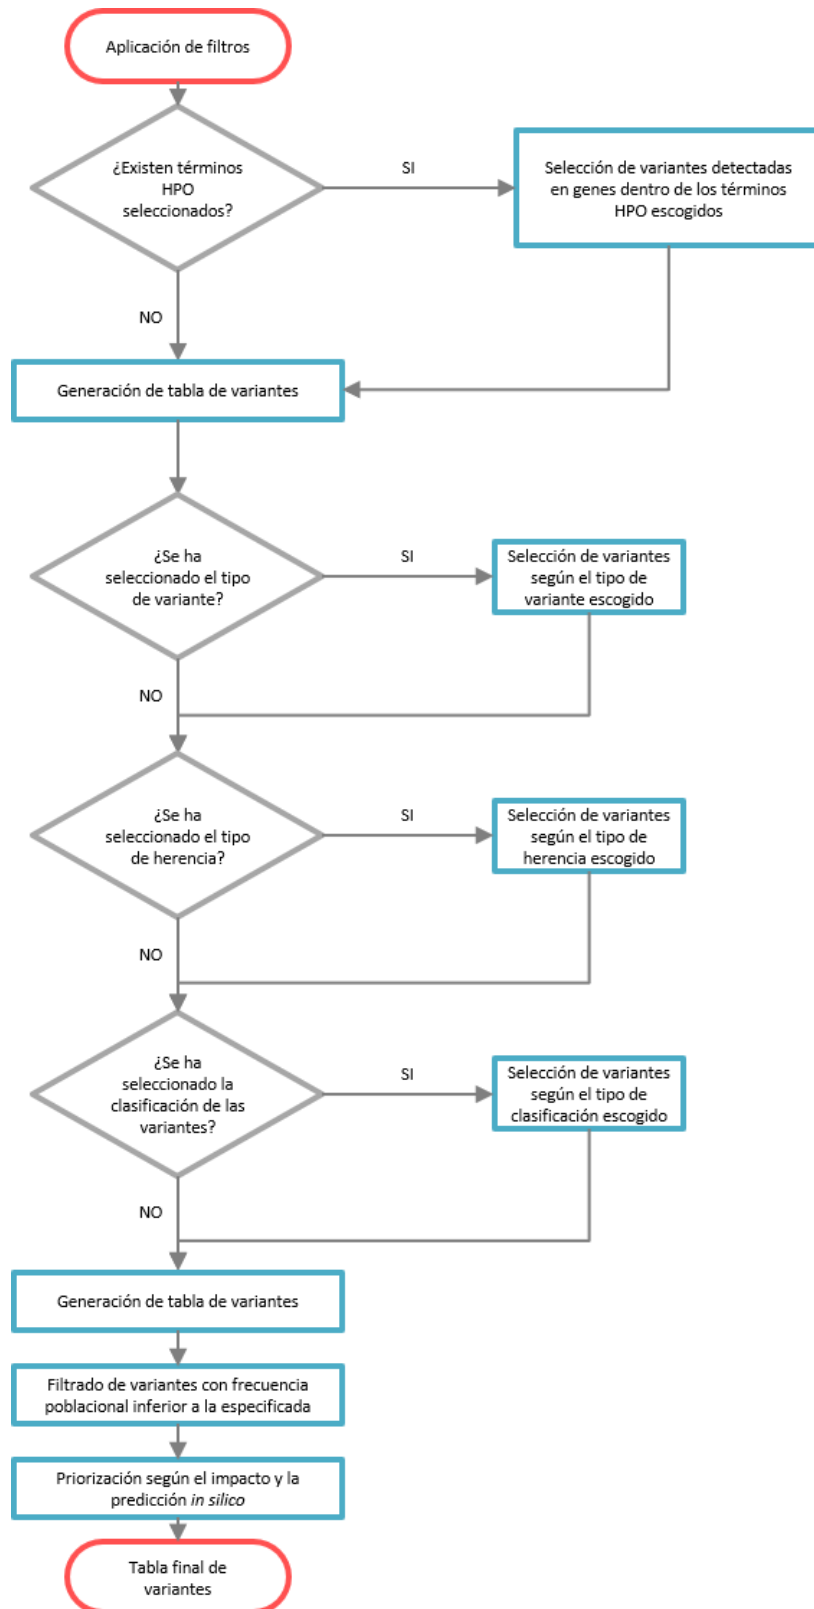 Aplicación de filtros
¿Existen términos
HPO
seleccionados?
SI
Selección de variantes detectadas
en genes dentro de los términos
HPO escogidos
NO
Generación de tabla de variantes
¿Se ha
seleccionado el tipo
de variante?
SI
Selección de variantes
según el tipo de
variante escogido
NO
¿Se ha
seleccionado el tipo
de herencia?
SI
Selección de variantes
según el tipo de
herencia escogido
NO
¿Se ha
seleccionado la
clasificación de las
variantes?
SI
Selección de variantes
según el tipo de
clasificación escogido
NO
Generación de tabla de variantes
Filtrado de variantes con frecuencia
poblacional inferior a la especificada
Priorización según el impacto y la
predicción in silico
Tabla final de
variantes